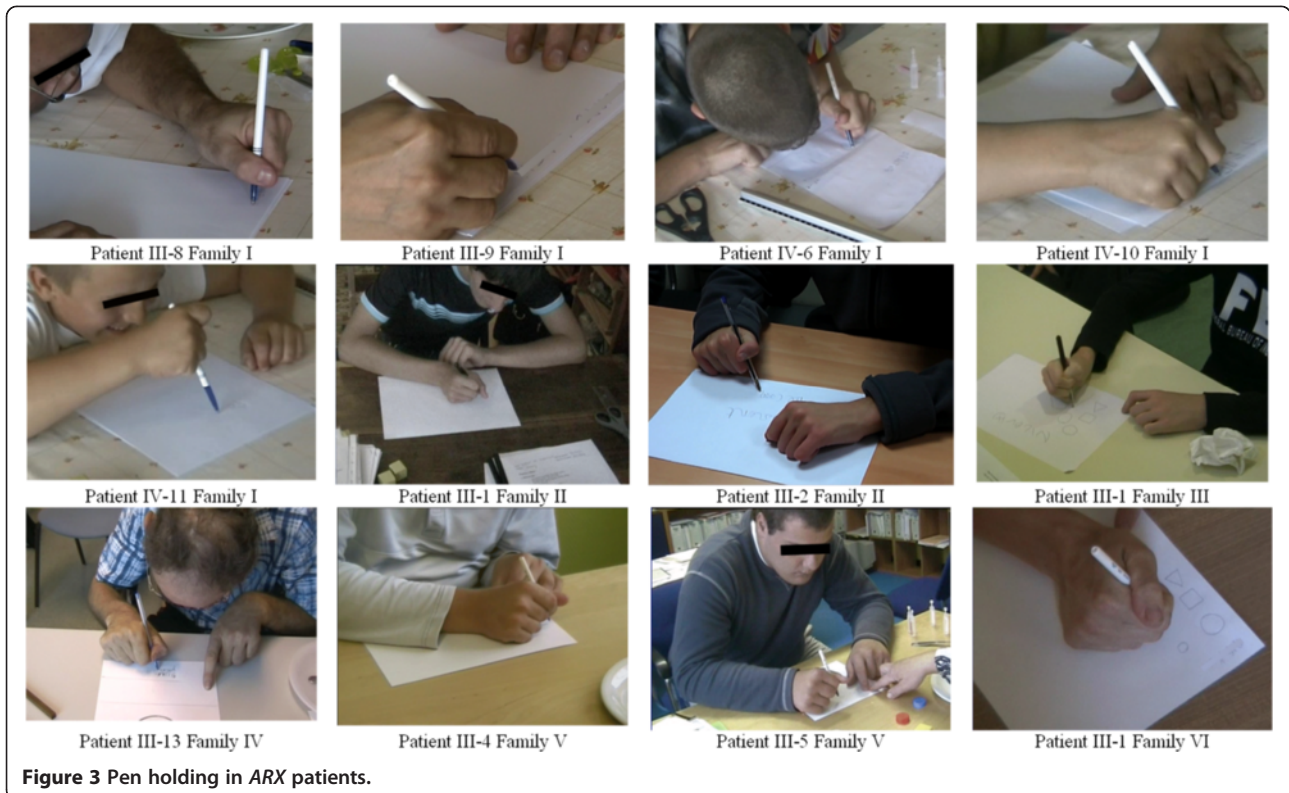 Patient III-8 Family I
Patient III-9 Family I
Patient IV-6 Family I
Patient IV-10 Family I
Patient IV-11 Family I
Patient III-1 Family II
Patient III-2 Family II
Patient III-1 Family III
Patient III-13 Family IV
Patient III-4 Family V
Patient III-5 Family V
Patient III-1 Family VI
Figure 3 Pen holding in ARX patients.